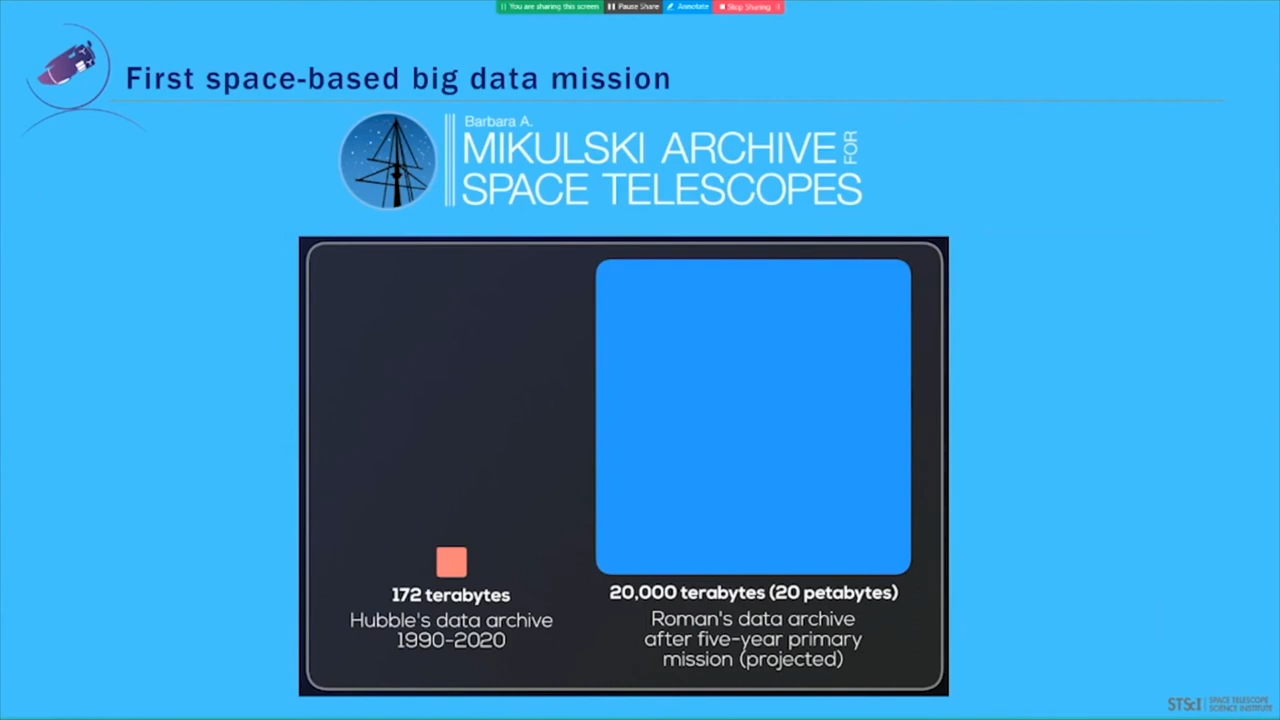 You are sharing this screen Pause Share Annotate Stop Sharing
First space-based big data mission
Barbara A.
MIKULSKI ARCHIVE FOR
SPACE TELESCOPES
172 terabytes
Hubble's data archive
1990-2020
20,000 terabytes (20 petabytes)
Roman's data archive
after five-year primary
mission (projected)
STScI SPACE TELESCOPE
SCIENCE INSTITUTE